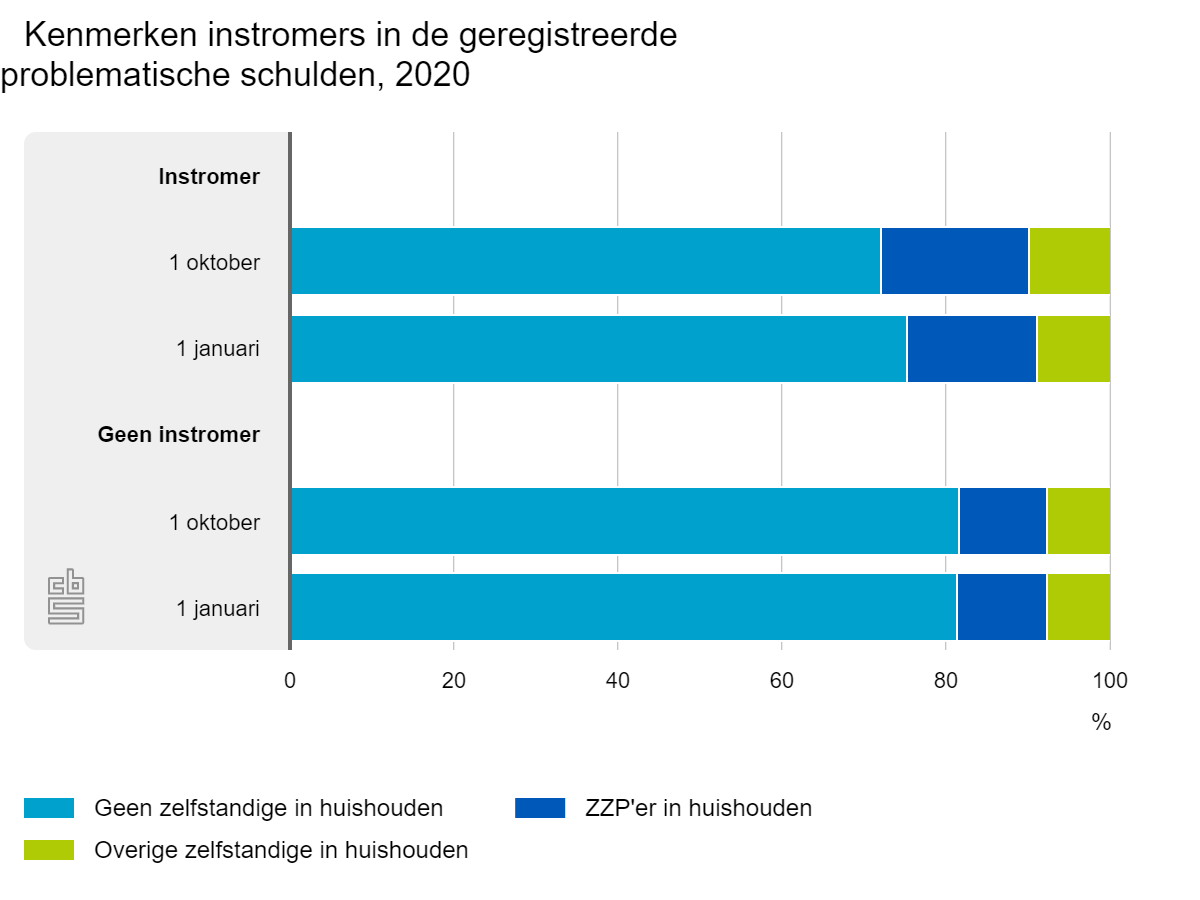 Kenmerken instromers in de geregistreerde
problematische schulden, 2020
Instromer
1 oktober
1 januari
Geen instromer
1 oktober
1 januari
0 20 40 60 80 100
%
Geen zelfstandige in huishouden ZZP'er in huishouden
Overige zelfstandige in huishouden
cbs